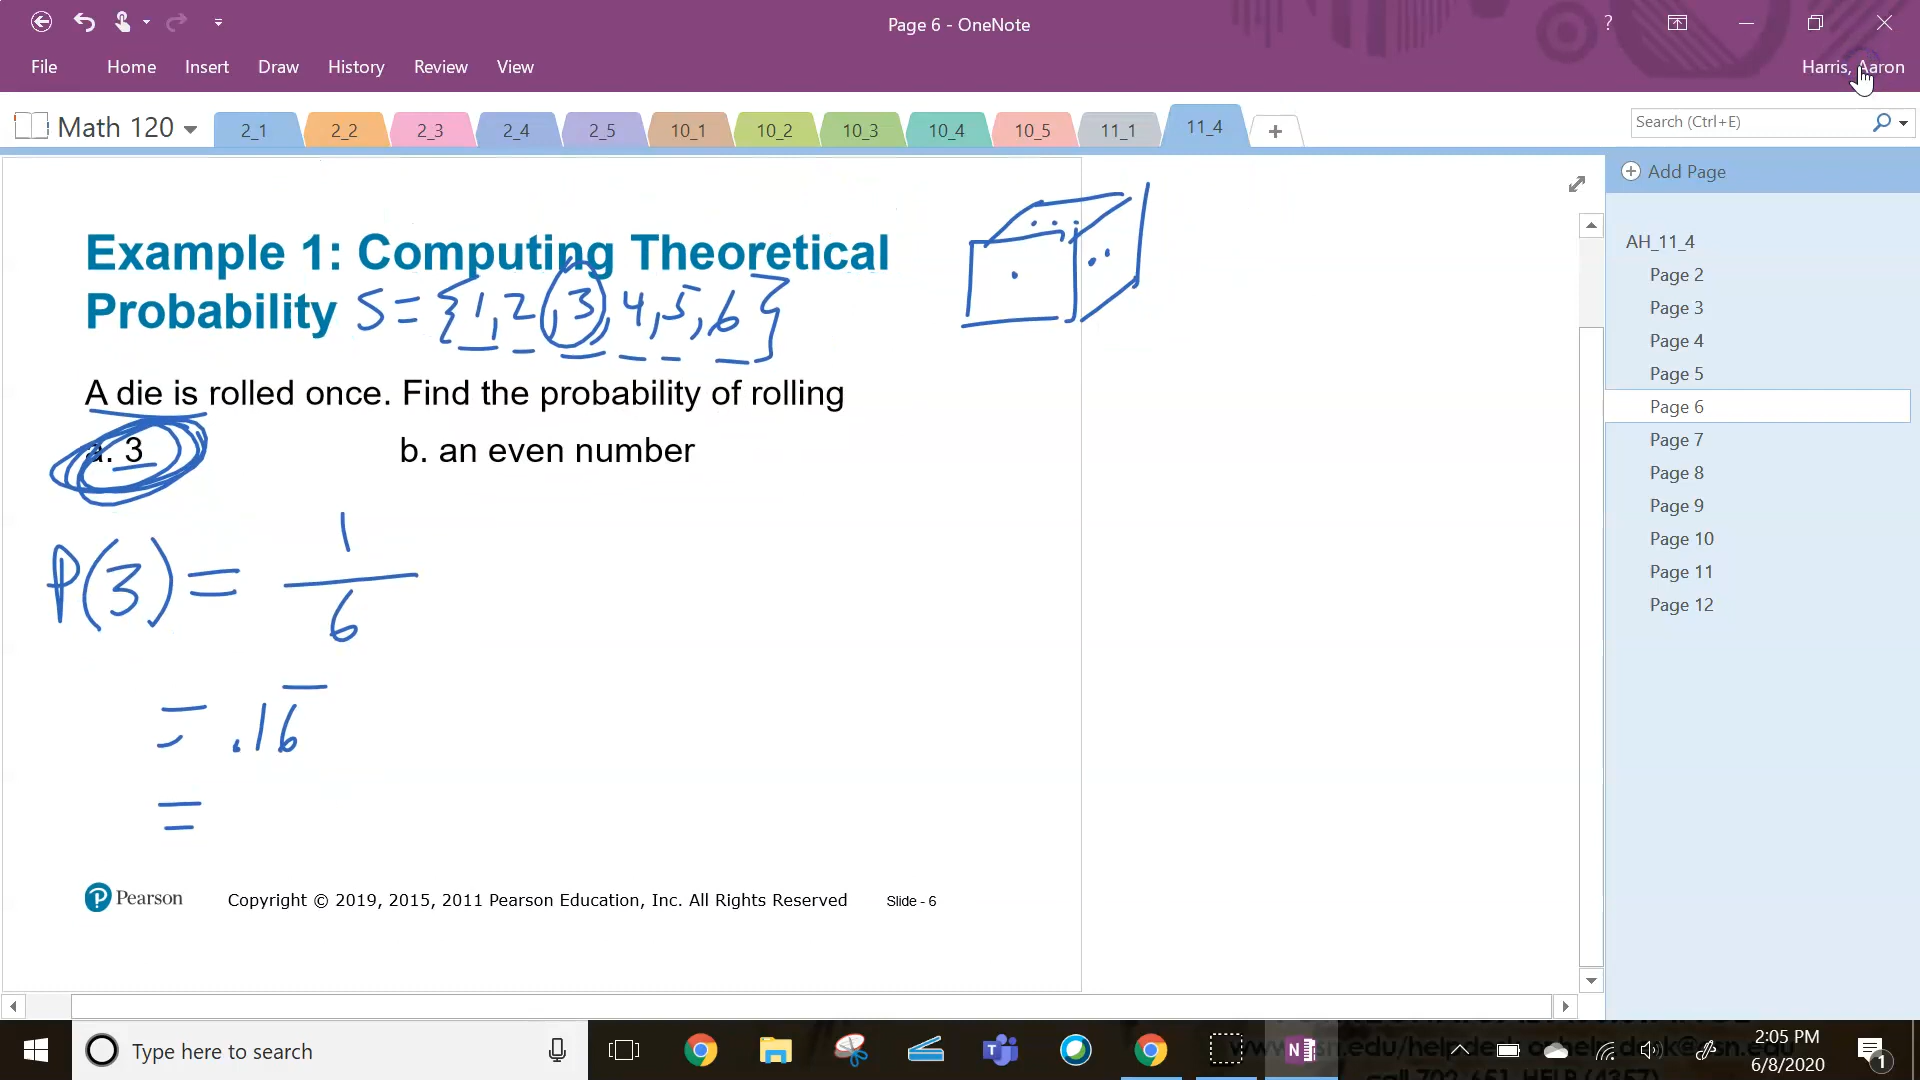 Page 6 - OneNote
?
File Home Insert Draw History Review View
Harris, Aaron
Math 120 2_1 2_2 2_3 2_4 2_5 10_1 10_2 10_3 10_4 10_5 11_1 11_4 +
Search (Ctrl+E)
Add Page
AH_11_4
Page 2
Page 3
Page 4
Page 5
Page 6
Page 7
Page 8
Page 9
Page 10
Page 11
Page 12
Example 1: Computing Theoretical
Probability S = {1, 2, 3, 4, 5, 6}
A die is rolled once. Find the probability of rolling
a. 3 b. an even number
P(3) = 1
6
= .16̅
=
Pearson Copyright © 2019, 2015, 2011 Pearson Education, Inc. All Rights Reserved Slide - 6
Type here to search
2:05 PM
6/8/2020
1